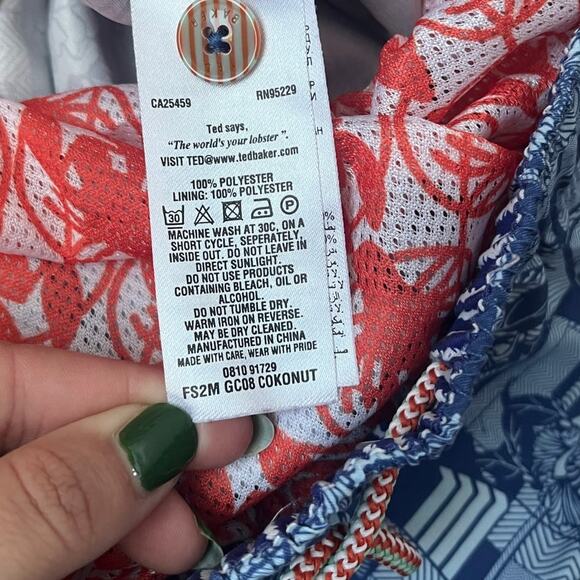 BAKER
CA25459 RN95229
Ted says,
"The world's your lobster".
VISIT TED@www.tedbaker.com
100% POLYESTER
LINING: 100% POLYESTER
30
MACHINE WASH AT 30C, ON A
SHORT CYCLE, SEPERATELY,
INSIDE OUT. DO NOT LEAVE IN
DIRECT SUNLIGHT.
DO NOT USE PRODUCTS
CONTAINING BLEACH, OIL OR
ALCOHOL.
DO NOT TUMBLE DRY.
WARM IRON ON REVERSE.
MAY BE DRY CLEANED.
MANUFACTURED IN CHINA
MADE WITH CARE, WEAR WITH PRIDE
0810 91729
FS2M GC08 COKONUT